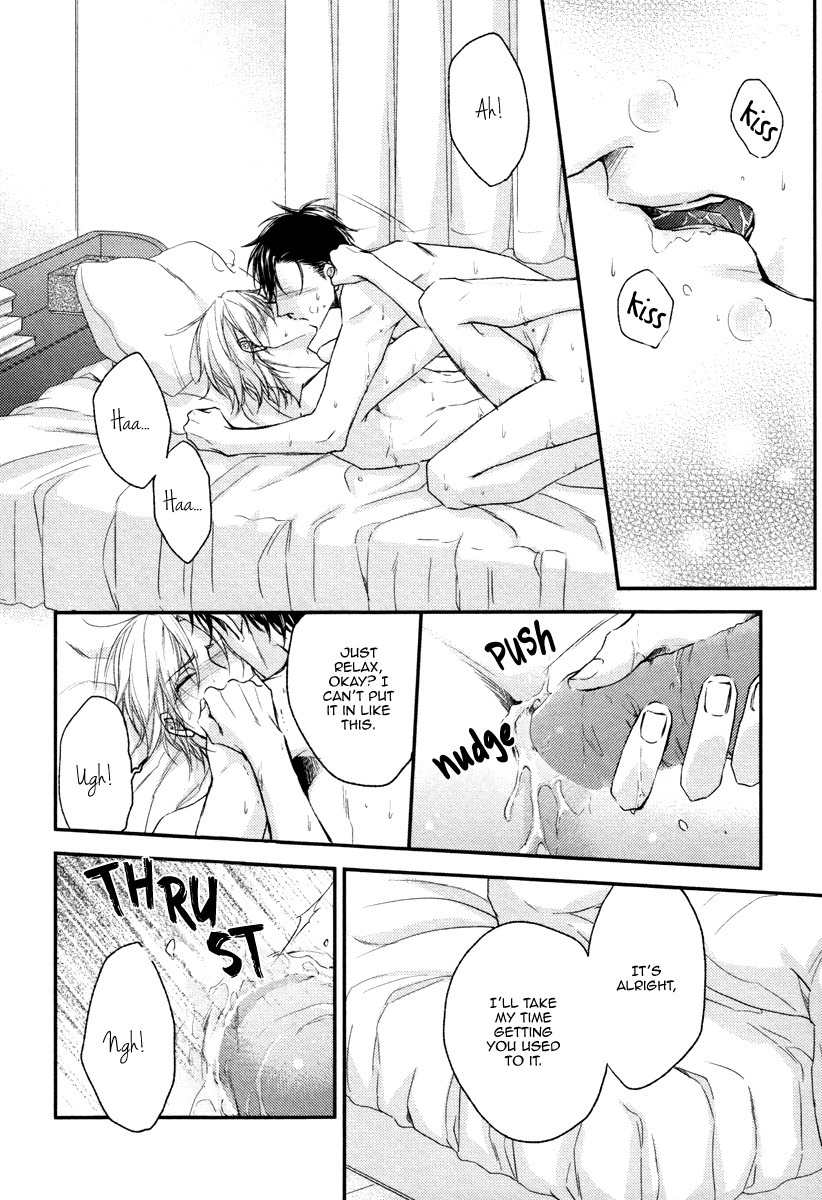 kiss
kiss
Ah!
Haa...
Haa...
push
nudge
JUST
RELAX,
OKAY? I
CAN'T PUT
IT IN LIKE
THIS.
Ugh!
IT'S
ALRIGHT,
I'LL TAKE
MY TIME
GETTING
YOU USED
TO IT.
THRU
ST
Ngh!